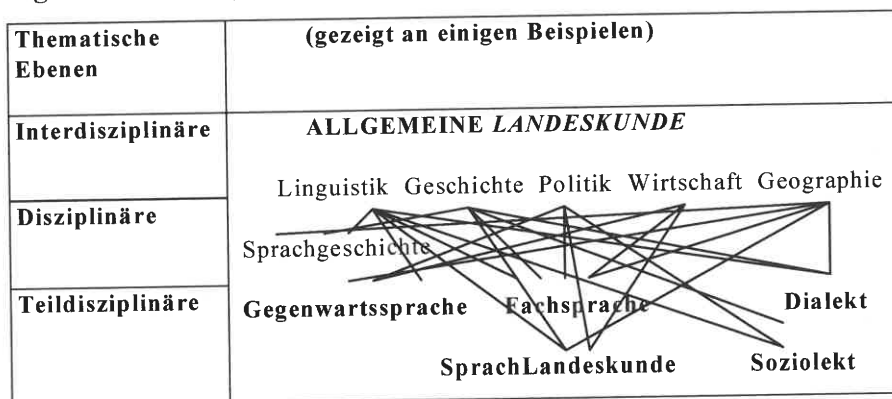 Thematische (gezeigt an einigen Beispielen)
Ebenen
Interdisziplinäre ALLGEMEINE LANDESKUNDE
Linguistik Geschichte Politik Wirtschaft Geographie
Disziplinäre
Sprachgeschichte
Teildisziplinäre Gegenwartssprache Fachsprache Dialekt
SprachLandeskunde Soziolekt